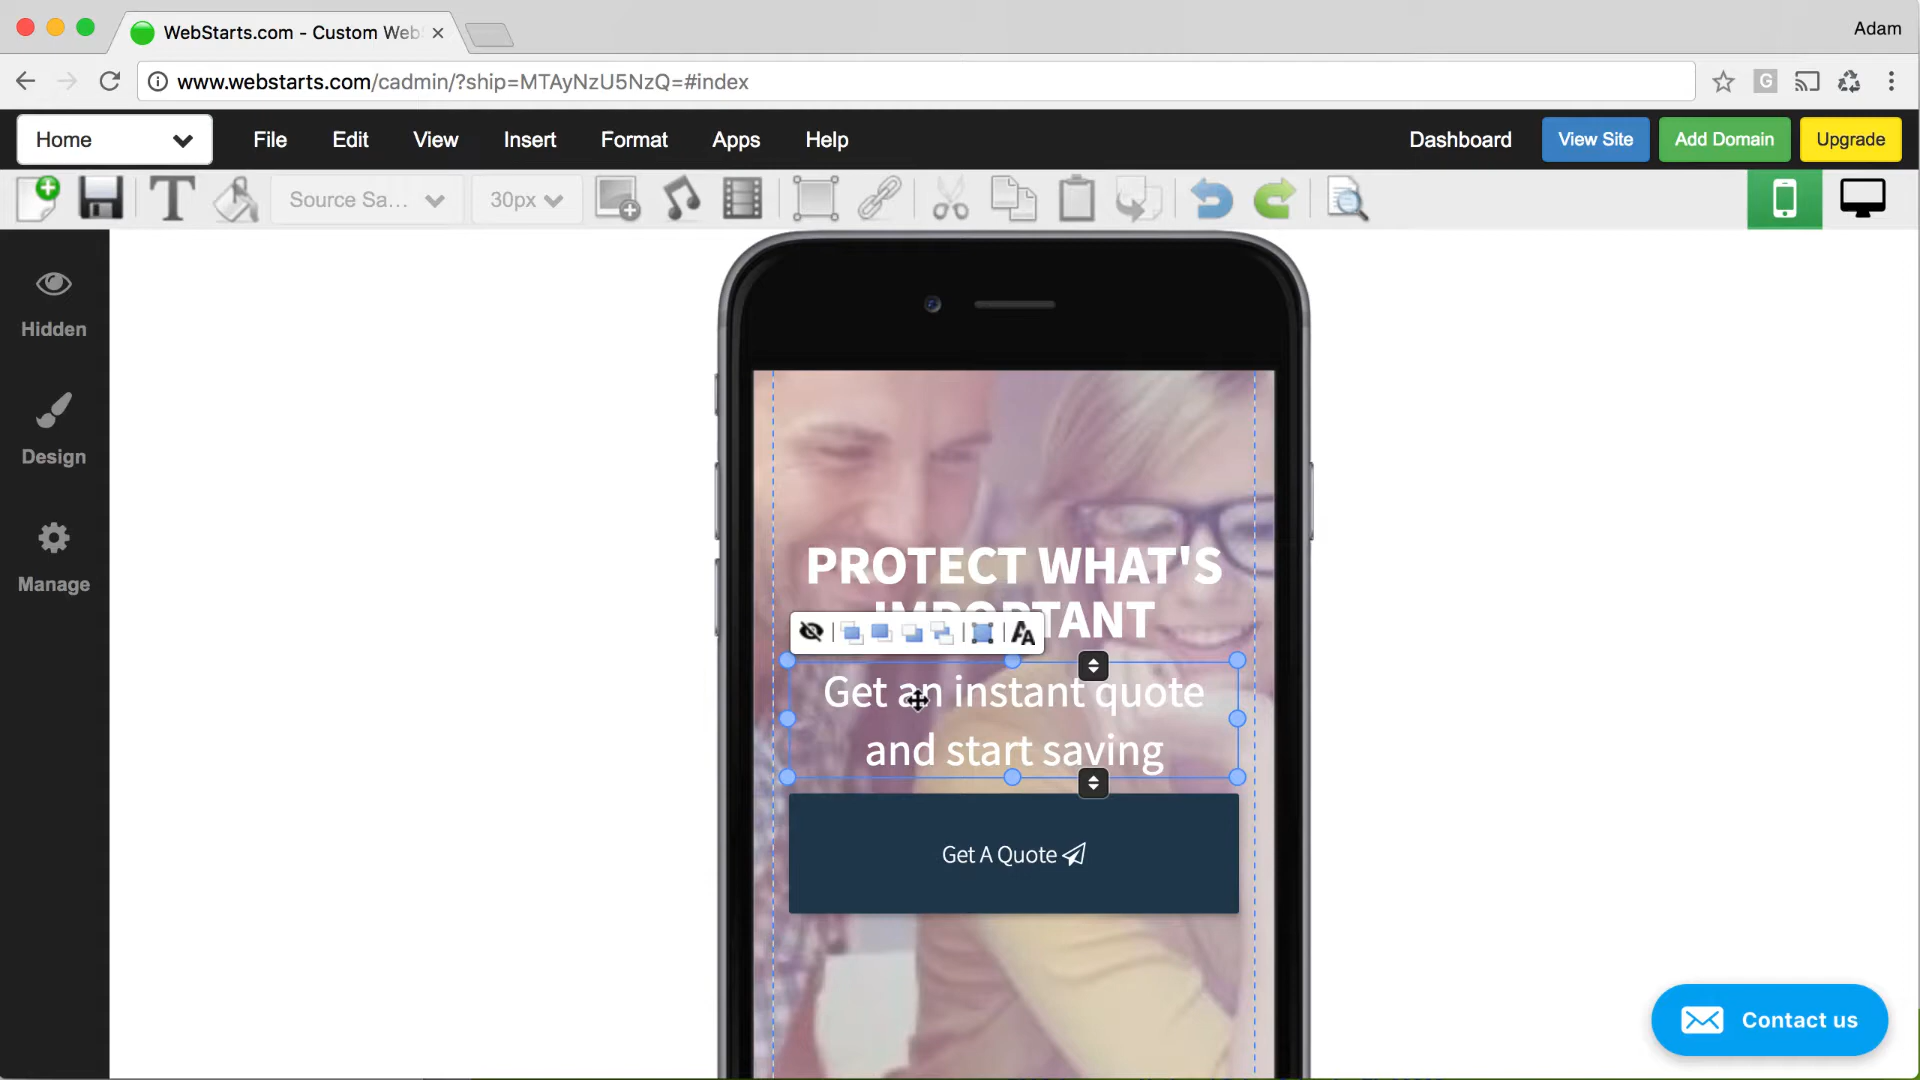 WebStarts.com - Custom Web
Adam
www.webstarts.com/cadmin/?ship=MTAyNzU5NzQ=#index
G
Home
File
Edit
View
Insert
Format
Apps
Help
Dashboard
View Site
Add Domain
Upgrade
T
Source Sa...
30px
Hidden
Design
Manage
PROTECT WHAT'S
IMPORTANT
AA
Get an instant quote
and start saving
Get A Quote
Contact us